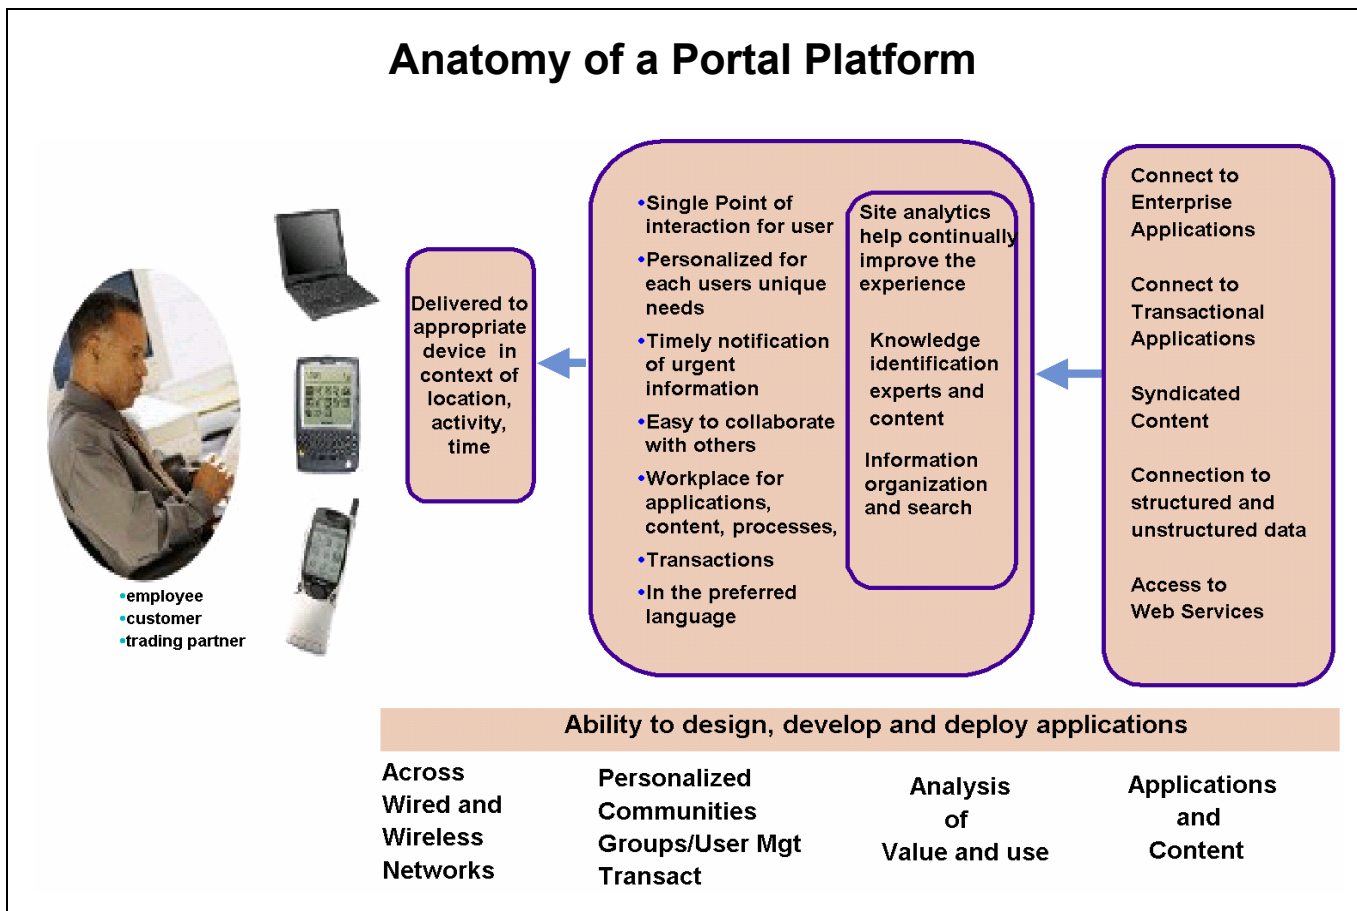 Anatomy of a Portal Platform
•employee
•customer
•trading partner
Delivered to
appropriate
device in
context of
location,
activity,
time
•Single Point of
interaction for user
•Personalized for
each users unique
needs
•Timely notification
of urgent
information
•Easy to collaborate
with others
•Workplace for
applications,
content, processes,
•Transactions
•In the preferred
language
Site analytics
help continually
improve the
experience
Knowledge
identification
experts and
content
Information
organization
and search
Connect to
Enterprise
Applications
Connect to
Transactional
Applications
Syndicated
Content
Connection to
structured and
unstructured data
Access to
Web Services
Ability to design, develop and deploy applications
Across
Wired and
Wireless
Networks
Personalized
Communities
Groups/User Mgt
Transact
Analysis
of
Value and use
Applications
and
Content